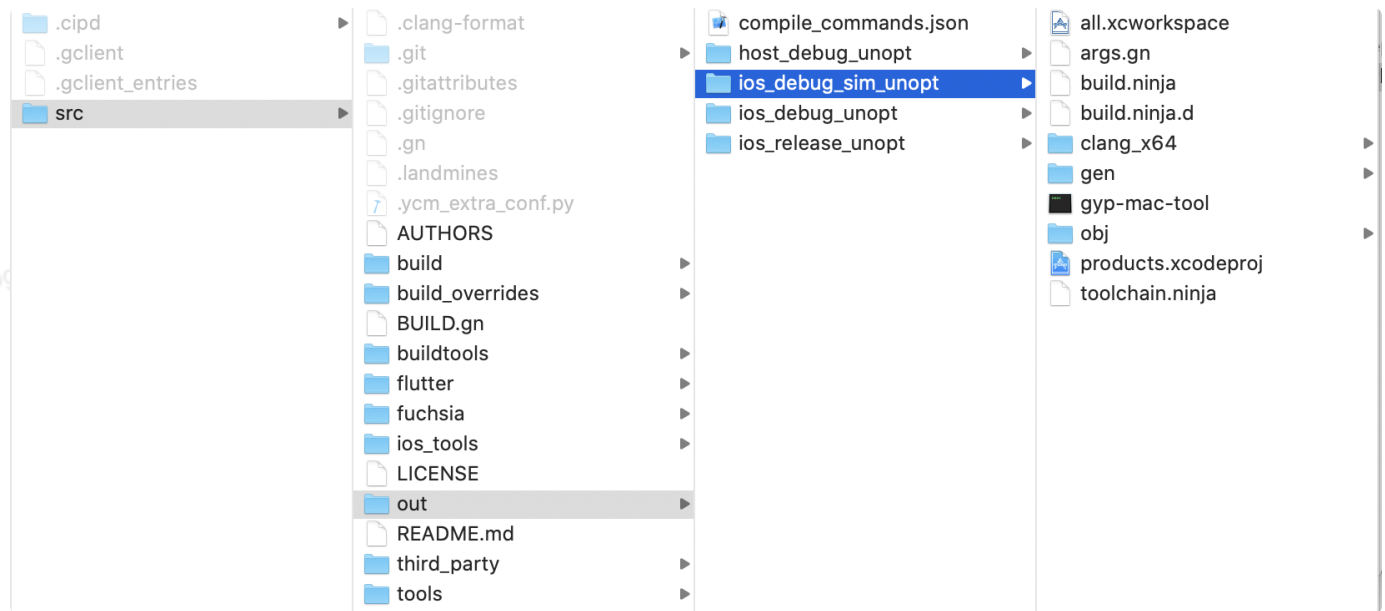 .cipd
.gclient
.gclient_entries
src
.clang-format
.git
.gitattributes
.gitignore
.gn
.landmines
.ycm_extra_conf.py
AUTHORS
build
build_overrides
BUILD.gn
buildtools
flutter
fuchsia
ios_tools
LICENSE
out
README.md
third_party
tools
compile_commands.json
host_debug_unopt
ios_debug_sim_unopt
ios_debug_unopt
ios_release_unopt
all.xcworkspace
args.gn
build.ninja
build.ninja.d
clang_x64
gen
gyp-mac-tool
obj
products.xcodeproj
toolchain.ninja